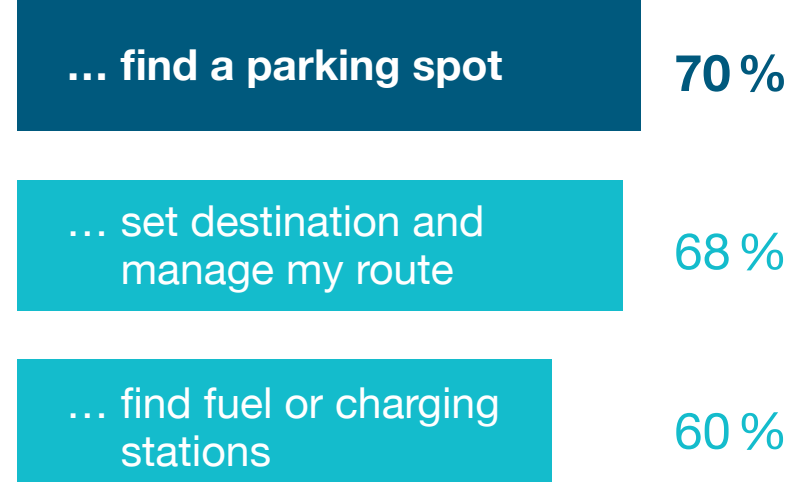 … find a parking spot
70 %
… set destination and
manage my route
68 %
… find fuel or charging
stations
60 %